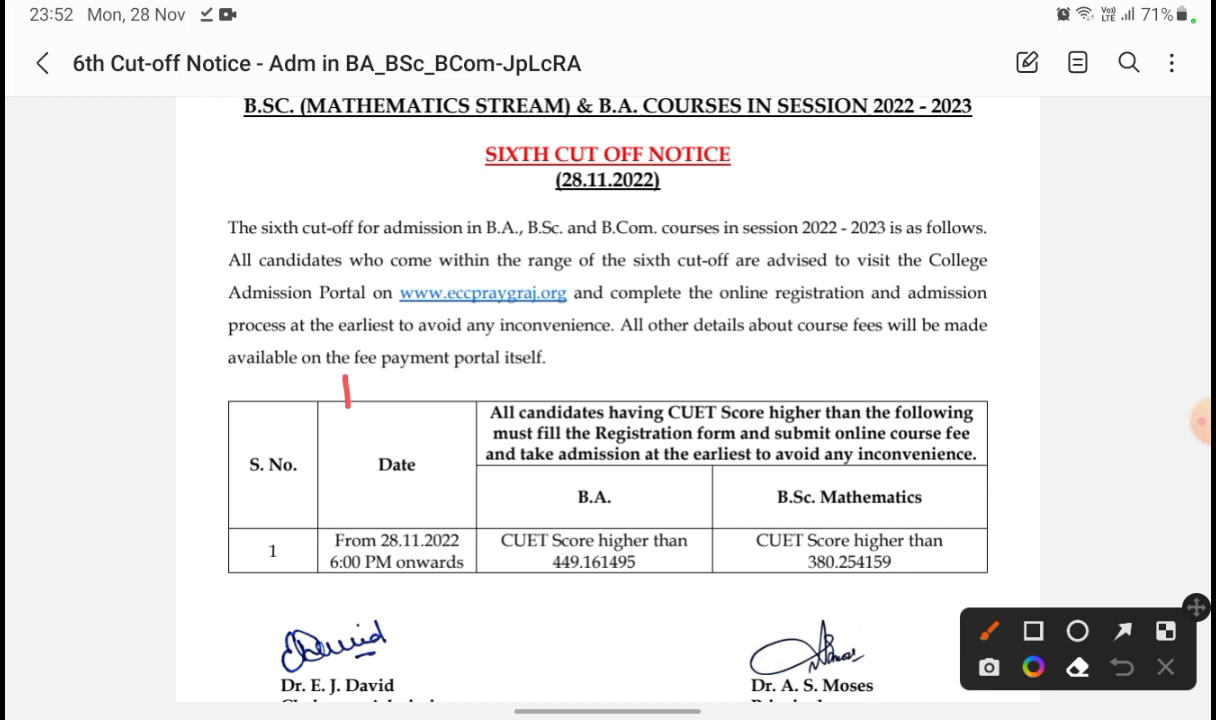 23:52 Mon, 28 Nov
Vo)) LTE 71%
6th Cut-off Notice - Adm in BA_BSc_BCom-JpLcRA
B.SC. (MATHEMATICS STREAM) & B.A. COURSES IN SESSION 2022 - 2023
SIXTH CUT OFF NOTICE
(28.11.2022)
The sixth cut-off for admission in B.A., B.Sc. and B.Com. courses in session 2022 - 2023 is as follows.
All candidates who come within the range of the sixth cut-off are advised to visit the College
Admission Portal on www.eccpraygraj.org and complete the online registration and admission
process at the earliest to avoid any inconvenience. All other details about course fees will be made
available on the fee payment portal itself.
S. No.
Date
All candidates having CUET Score higher than the following
must fill the Registration form and submit online course fee
and take admission at the earliest to avoid any inconvenience.
B.A.
B.Sc. Mathematics
1
From 28.11.2022
6:00 PM onwards
CUET Score higher than
449.161495
CUET Score higher than
380.254159
Dr. E. J. David
Dr. A. S. Moses